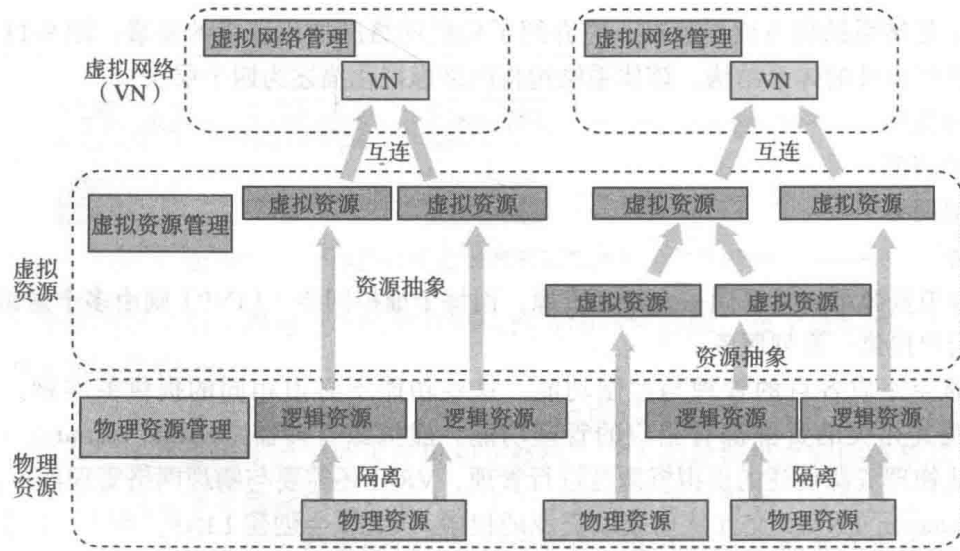 虚拟网络管理
虚拟网络管理
虚拟网络
（VN）
VN
VN
互连
互连
虚拟资源管理
虚拟资源
虚拟资源
虚拟资源
虚拟资源
虚拟
资源
资源抽象
虚拟资源
虚拟资源
资源抽象
物理资源管理
逻辑资源
逻辑资源
逻辑资源
逻辑资源
物理
资源
隔离
隔离
物理资源
物理资源
物理资源